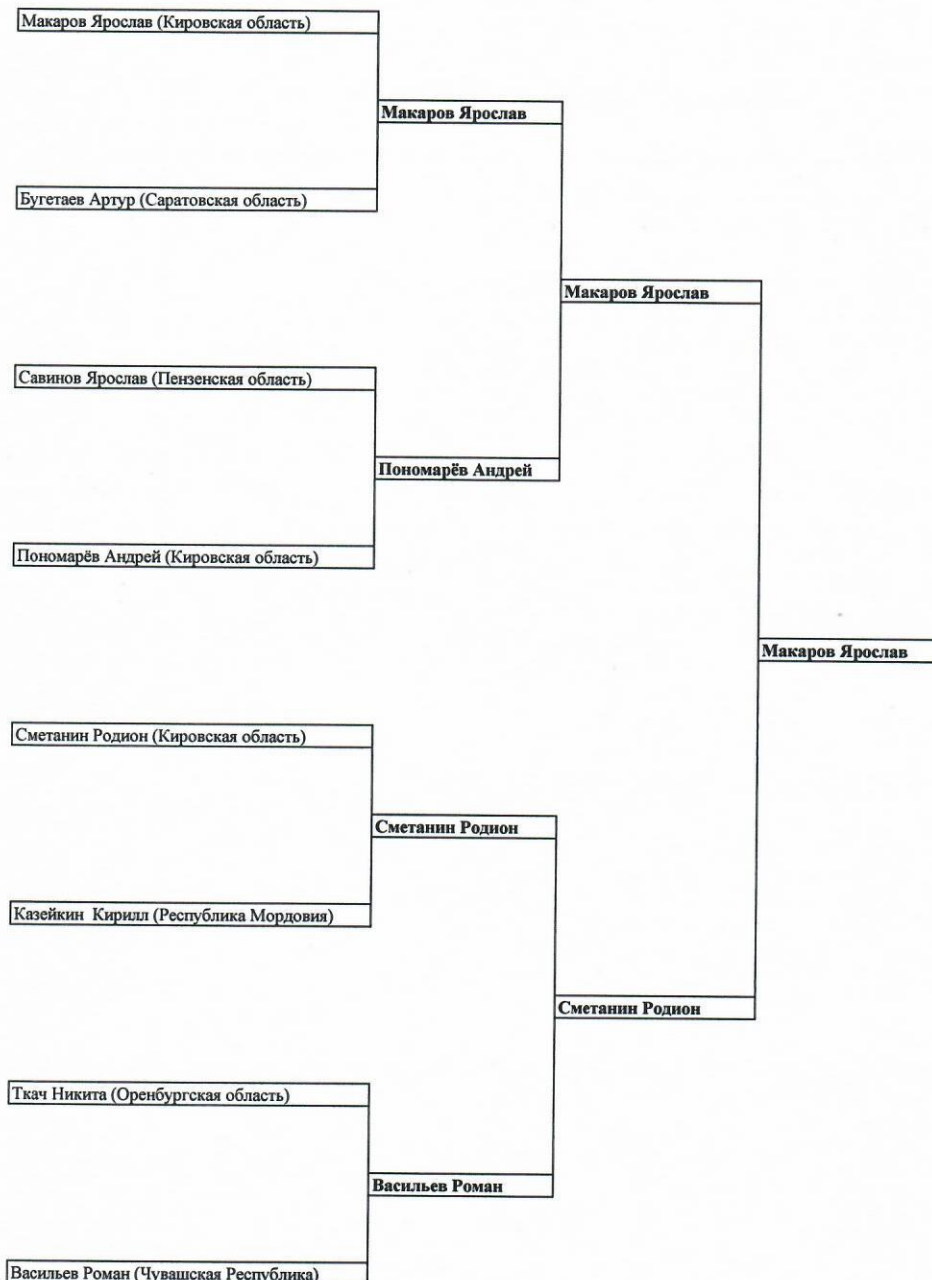 Макаров Ярослав (Кировская область)
Макаров Ярослав
Бугетаев Артур (Саратовская область)
Макаров Ярослав
Савинов Ярослав (Пензенская область)
Пономарёв Андрей
Пономарёв Андрей (Кировская область)
Макаров Ярослав
Сметанин Родион (Кировская область)
Сметанин Родион
Казейкин Кирилл (Республика Мордовия)
Сметанин Родион
Ткач Никита (Оренбургская область)
Васильев Роман
Васильев Роман (Чувашская Республика)